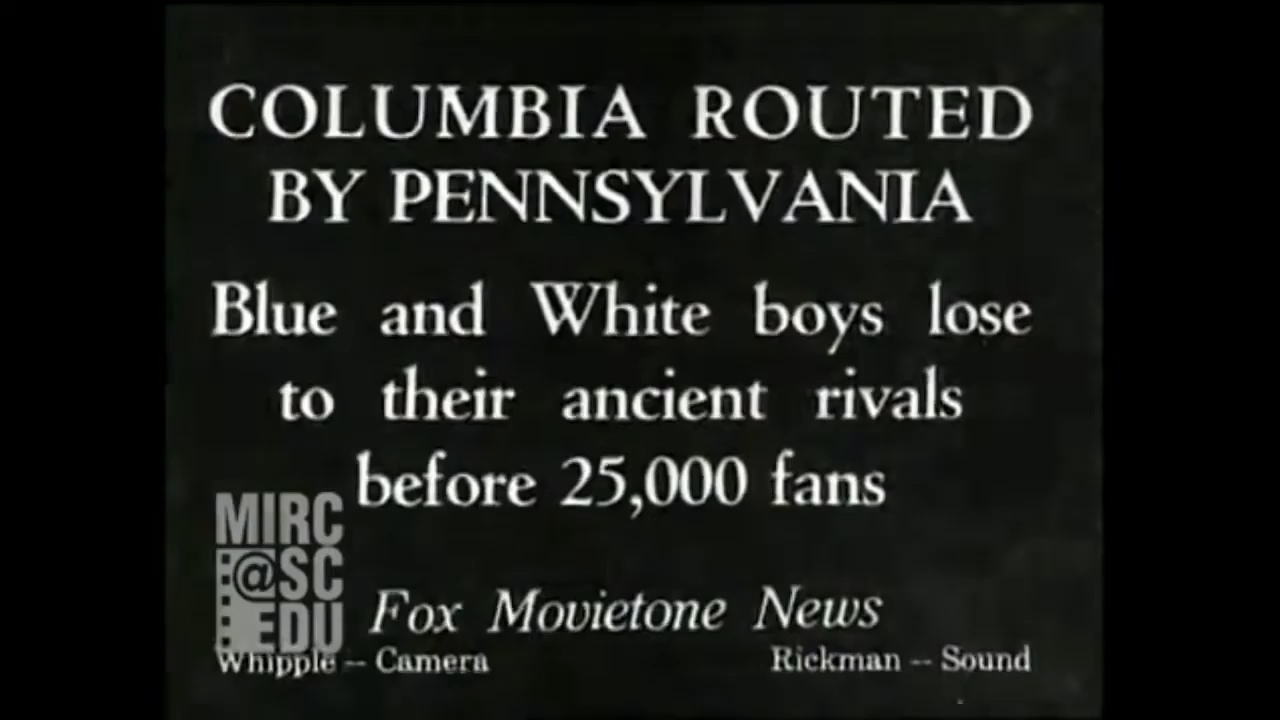 COLUMBIA ROUTED
BY PENNSYLVANIA
Blue and White boys lose
to their ancient rivals
before 25,000 fans
MIRC
@SC
EDU
Fox Movietone News
Whipple -- Camera
Rickman -- Sound